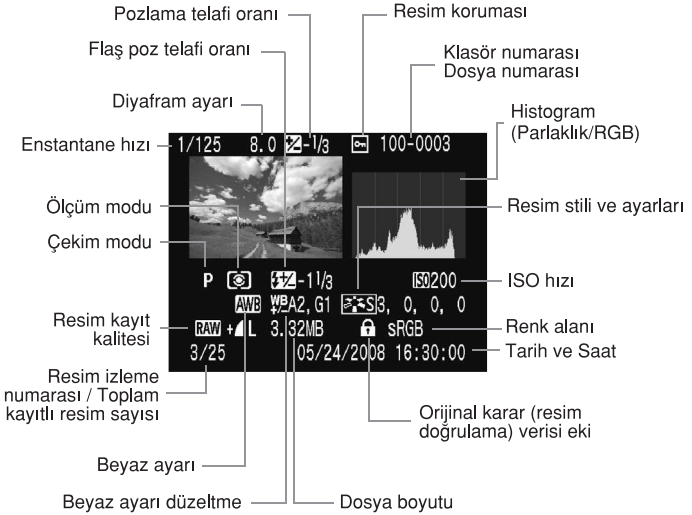 Pozlama telafi oranı
Resim koruması
Flaş poz telafi oranı
Klasör numarası
Dosya numarası
Diyafram ayarı
Histogram
(Parlaklık/RGB)
Enstantane hızı
1/125 8.0 -1/3 100-0003
Ölçüm modu
Resim stili ve ayarları
Çekim modu
P -1 1/3 ISO 200
ISO hızı
AWB WB +/- A2, G1 S 3, 0, 0, 0
Resim kayıt
kalitesi
RAW + L 3.32MB sRGB
Renk alanı
3/25 05/24/2008 16:30:00
Tarih ve Saat
Resim izleme
numarası / Toplam
kayıtlı resim sayısı
Orijinal karar (resim
doğrulama) verisi eki
Beyaz ayarı
Beyaz ayarı düzeltme
Dosya boyutu